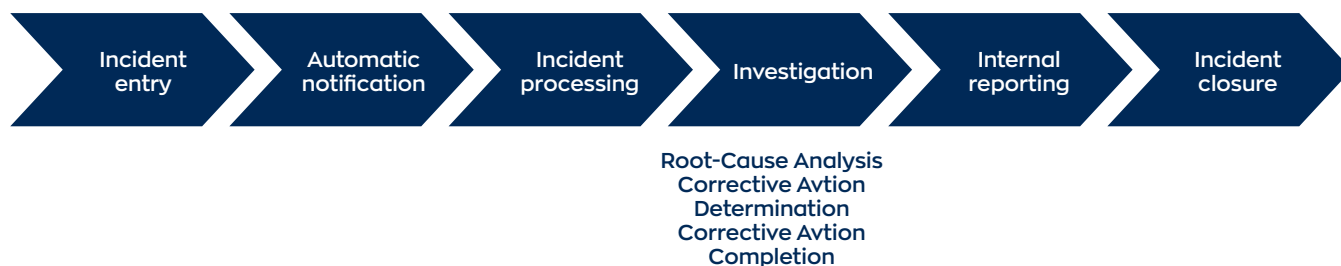 Incident
entry
Automatic
notification
Incident
processing
Investigation
Internal
reporting
Incident
closure
Root-Cause Analysis
Corrective Avtion
Determination
Corrective Avtion
Completion